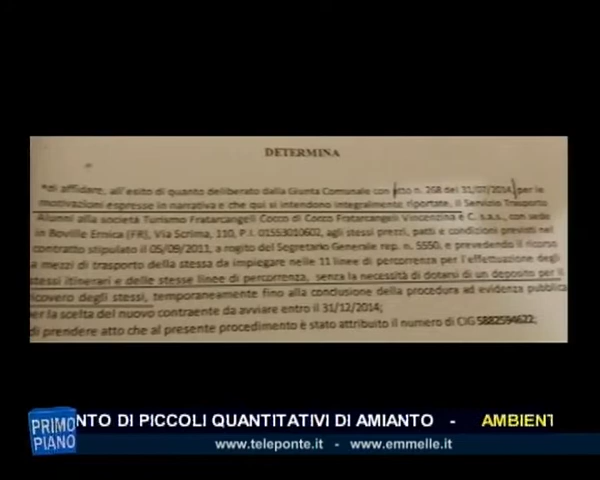 DETERMINA
"di affidare, all'esito di quanto deliberato dalla Giunta Comunale con atto n. 268 del 31/07/2014, per le
motivazioni espresse in narrativa e che qui si intendono integralmente riportate, il Servizio Trasporto
Alunni alla società Turismo Fratarcangeli Cocco di Cocco Fratarcangeli Vincenzina e C. s.a.s., con sede
in Boville Ernica (FR), Via Scrima, 110, P.I. 01553010602, agli stessi prezzi, patti e condizioni previsti nel
contratto stipulato il 05/09/2011, a rogito del Segretario Generale rep. n. 5550, e prevedendo il ricorso
a mezzi di trasporto della stessa da impiegare nelle 11 linee di percorrenza per l'effettuazione degli
stessi itinerari e delle stesse linee di percorrenza, senza la necessità di dotarsi di un deposito per il
ricovero degli stessi, temporaneamente fino alla conclusione della procedura ad evidenza pubblica
per la scelta del nuovo contraente da avviare entro il 31/12/2014;
di prendere atto che al presente procedimento è stato attribuito il numero di CIG 5882594622;
PRIMO PIANO
NTO DI PICCOLI QUANTITATIVI DI AMIANTO - AMBIENT
www.teleponte.it - www.emmelle.it